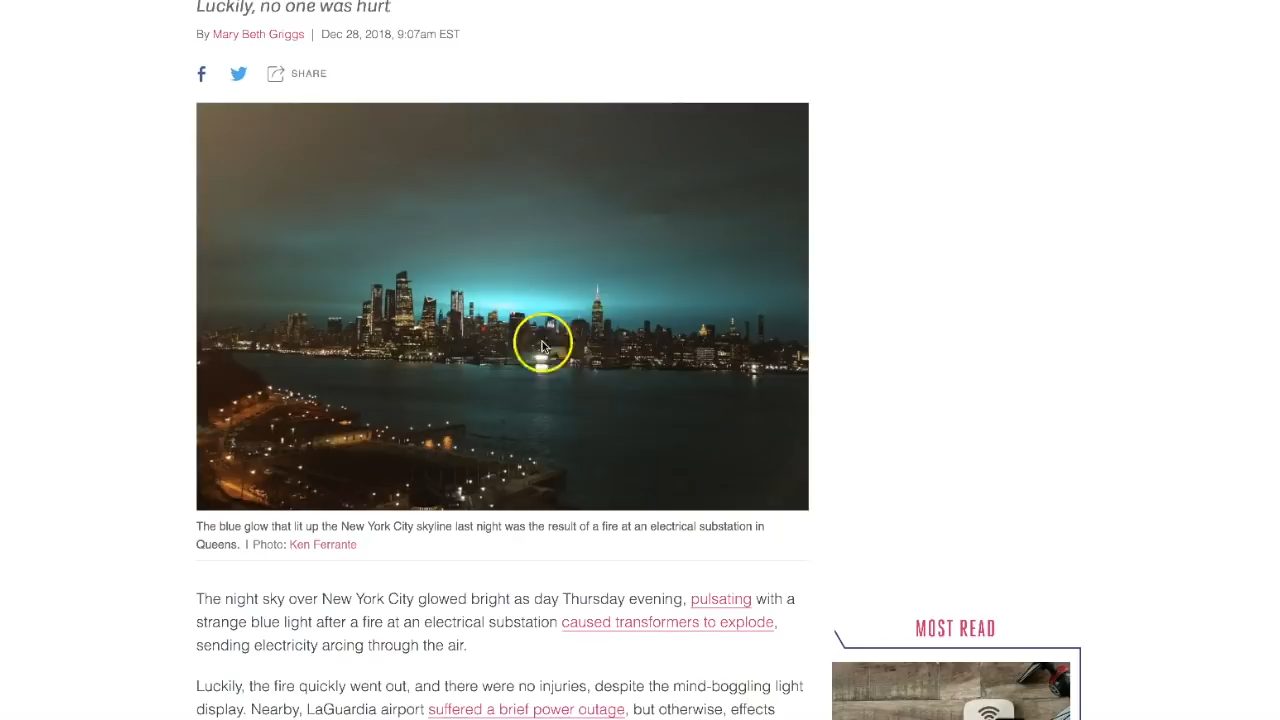 Luckily, no one was hurt
By Mary Beth Griggs | Dec 28, 2018, 9:07am EST
SHARE
The blue glow that lit up the New York City skyline last night was the result of a fire at an electrical substation in
Queens. | Photo: Ken Ferrante
The night sky over New York City glowed bright as day Thursday evening, pulsating with a
strange blue light after a fire at an electrical substation caused transformers to explode,
sending electricity arcing through the air.
MOST READ
Luckily, the fire quickly went out, and there were no injuries, despite the mind-boggling light
display. Nearby, LaGuardia airport suffered a brief power outage, but otherwise, effects